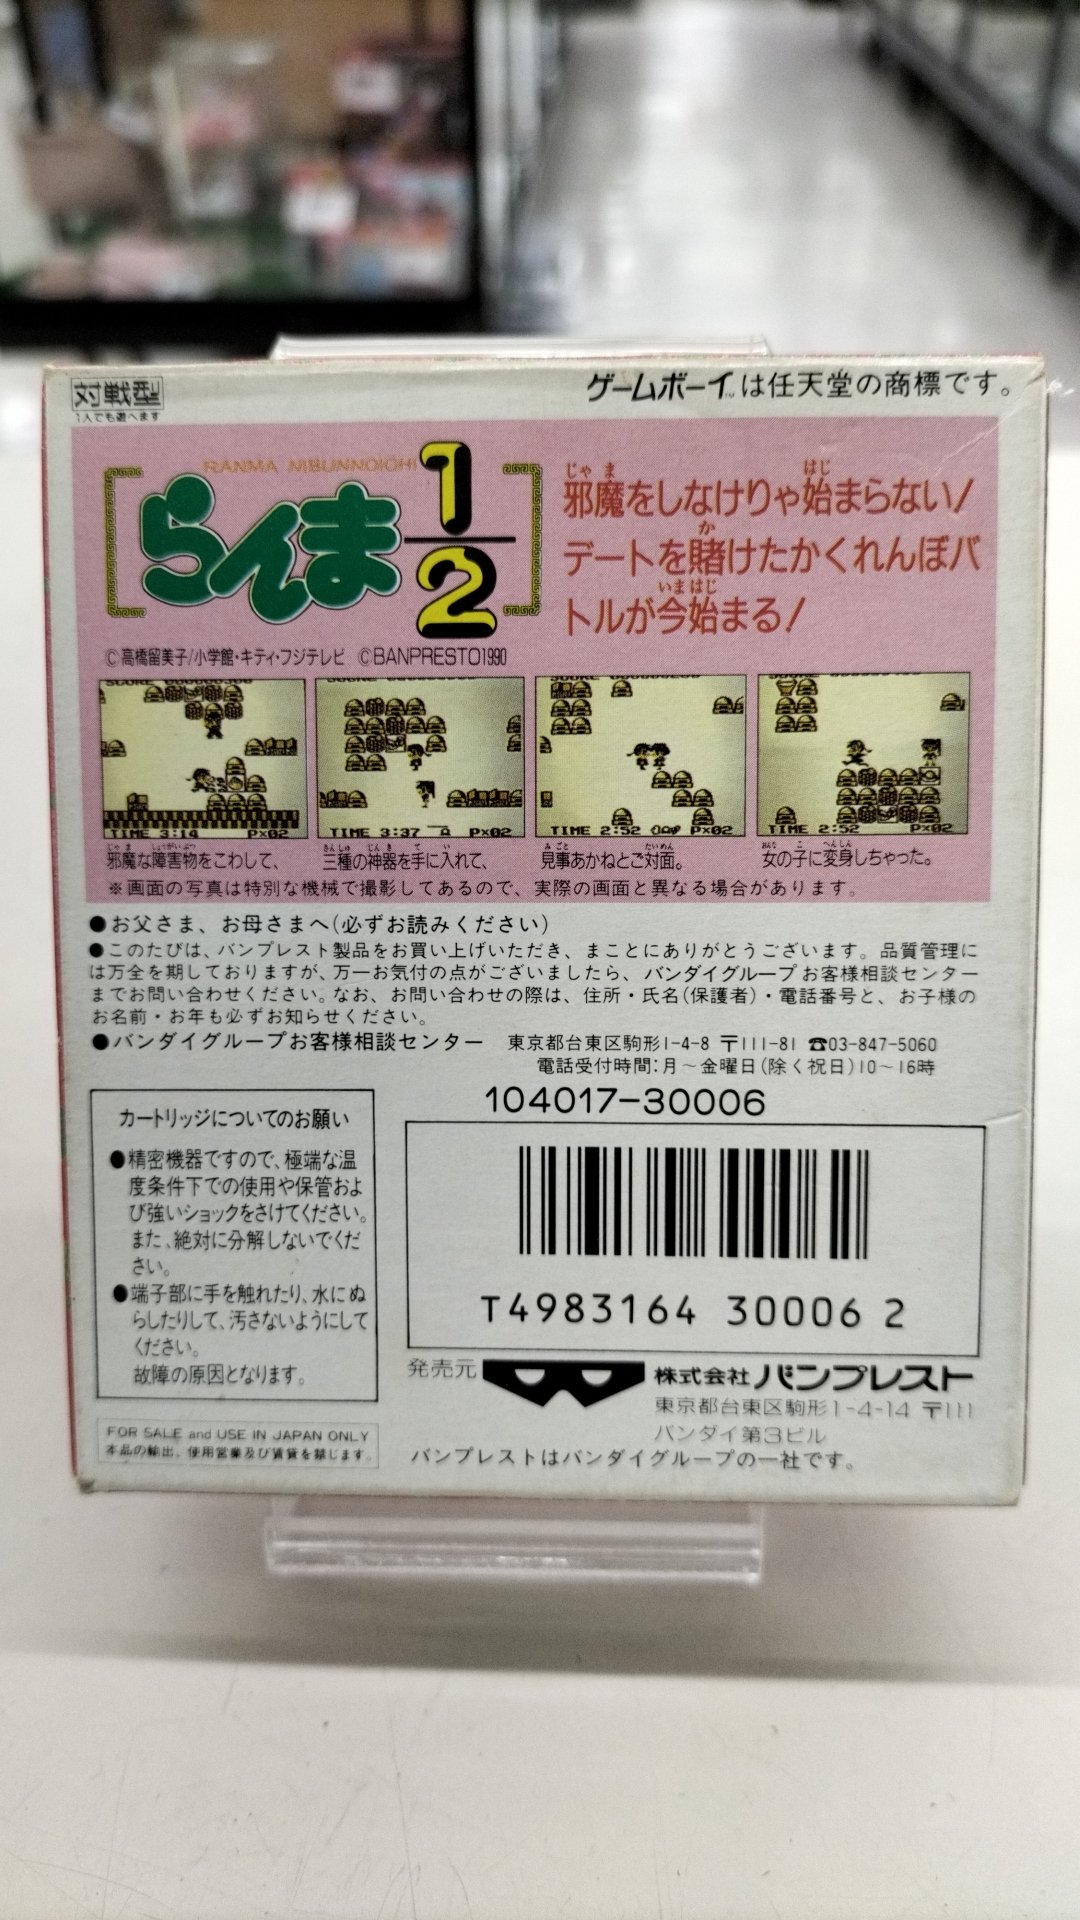 対戦型
1人でも遊べます
ゲームボーイ™は任天堂の商標です。
RANMA NIBUNNOICHI
らんま1/2
邪魔をしなけりゃ始まらない!
デートを賭けたかくれんぼバ
トルが今始まる!
©高橋留美子/小学館・キティ・フジテレビ ©BANPRESTO1990
TIME 3:14 P×02
TIME 3:37 P×02
TIME 2:52 P×02
TIME 2:52
邪魔な障害物をこわして、
三種の神器を手に入れて、
見事あかねとご対面。
女の子に変身しちゃった。
※画面の写真は特別な機械で撮影してあるので、実際の画面と異なる場合があります。
●お父さま、お母さまへ(必ずお読みください)
●このたびは、バンプレスト製品をお買い上げいただき、まことにありがとうございます。品質管理に
は万全を期しておりますが、万一お気付の点がございましたら、バンダイグループお客様相談センター
までお問い合わせください。なお、お問い合わせの際は、住所・氏名(保護者)・電話番号と、お子様の
お名前・お年も必ずお知らせください。
●バンダイグループお客様相談センター 東京都台東区駒形1-4-8 〒111-81 ☎03-847-5060
電話受付時間:月~金曜日(除く祝日)10~16時
104017-30006
カートリッジについてのお願い
●精密機器ですので、極端な温
度条件下での使用や保管およ
び強いショックをさけてください。
また、絶対に分解しないでくだ
さい。
●端子部に手を触れたり、水にぬ
らしたりして、汚さないようにして
ください。
故障の原因となります。
T4983164 30006 2
発売元 株式会社バンプレスト
東京都台東区駒形1-4-14 〒111
バンダイ第3ビル
バンプレストはバンダイグループの一社です。
FOR SALE and USE IN JAPAN ONLY
本品の輸出、使用営業及び賃貸を禁じます。